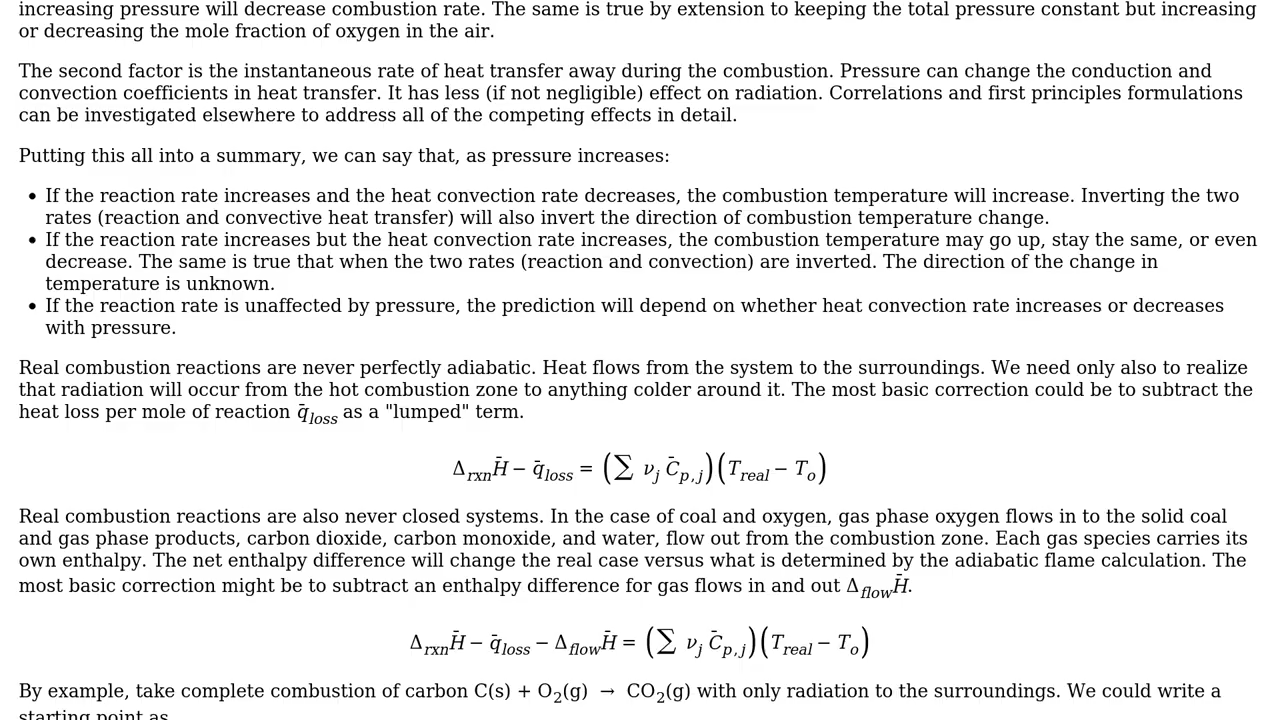 increasing pressure will decrease combustion rate. The same is true by extension to keeping the total pressure constant but increasing
or decreasing the mole fraction of oxygen in the air.
The second factor is the instantaneous rate of heat transfer away during the combustion. Pressure can change the conduction and
convection coefficients in heat transfer. It has less (if not negligible) effect on radiation. Correlations and first principles formulations
can be investigated elsewhere to address all of the competing effects in detail.
Putting this all into a summary, we can say that, as pressure increases:
• If the reaction rate increases and the heat convection rate decreases, the combustion temperature will increase. Inverting the two
rates (reaction and convective heat transfer) will also invert the direction of combustion temperature change.
• If the reaction rate increases but the heat convection rate increases, the combustion temperature may go up, stay the same, or even
decrease. The same is true that when the two rates (reaction and convection) are inverted. The direction of the change in
temperature is unknown.
• If the reaction rate is unaffected by pressure, the prediction will depend on whether heat convection rate increases or decreases
with pressure.
Real combustion reactions are never perfectly adiabatic. Heat flows from the system to the surroundings. We need only also to realize
that radiation will occur from the hot combustion zone to anything colder around it. The most basic correction could be to subtract the
heat loss per mole of reaction q̄_loss as a "lumped" term.
Δ_rxn H̄ − q̄_loss = (∑ ν_j C̄_p,j)(T_real − T_o)
Real combustion reactions are also never closed systems. In the case of coal and oxygen, gas phase oxygen flows in to the solid coal
and gas phase products, carbon dioxide, carbon monoxide, and water, flow out from the combustion zone. Each gas species carries its
own enthalpy. The net enthalpy difference will change the real case versus what is determined by the adiabatic flame calculation. The
most basic correction might be to subtract an enthalpy difference for gas flows in and out Δ_flow H̄.
Δ_rxn H̄ − q̄_loss − Δ_flow H̄ = (∑ ν_j C̄_p,j)(T_real − T_o)
By example, take complete combustion of carbon C(s) + O₂(g) → CO₂(g) with only radiation to the surroundings. We could write a
starting point as